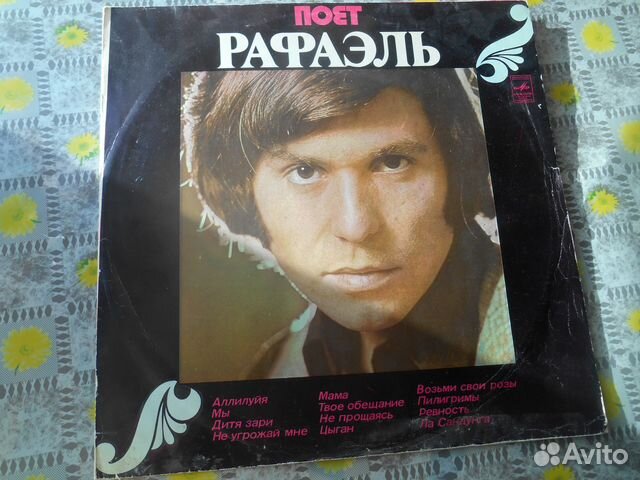 ПОЕТ
РАФАЭЛЬ
Аллилуйя
Мы
Дитя зари
Не угрожай мне
Мама
Твое обещание
Не прощаясь
Цыган
Возьми свои розы
Пилигримы
Ревность
Ла Сандунга
Avito